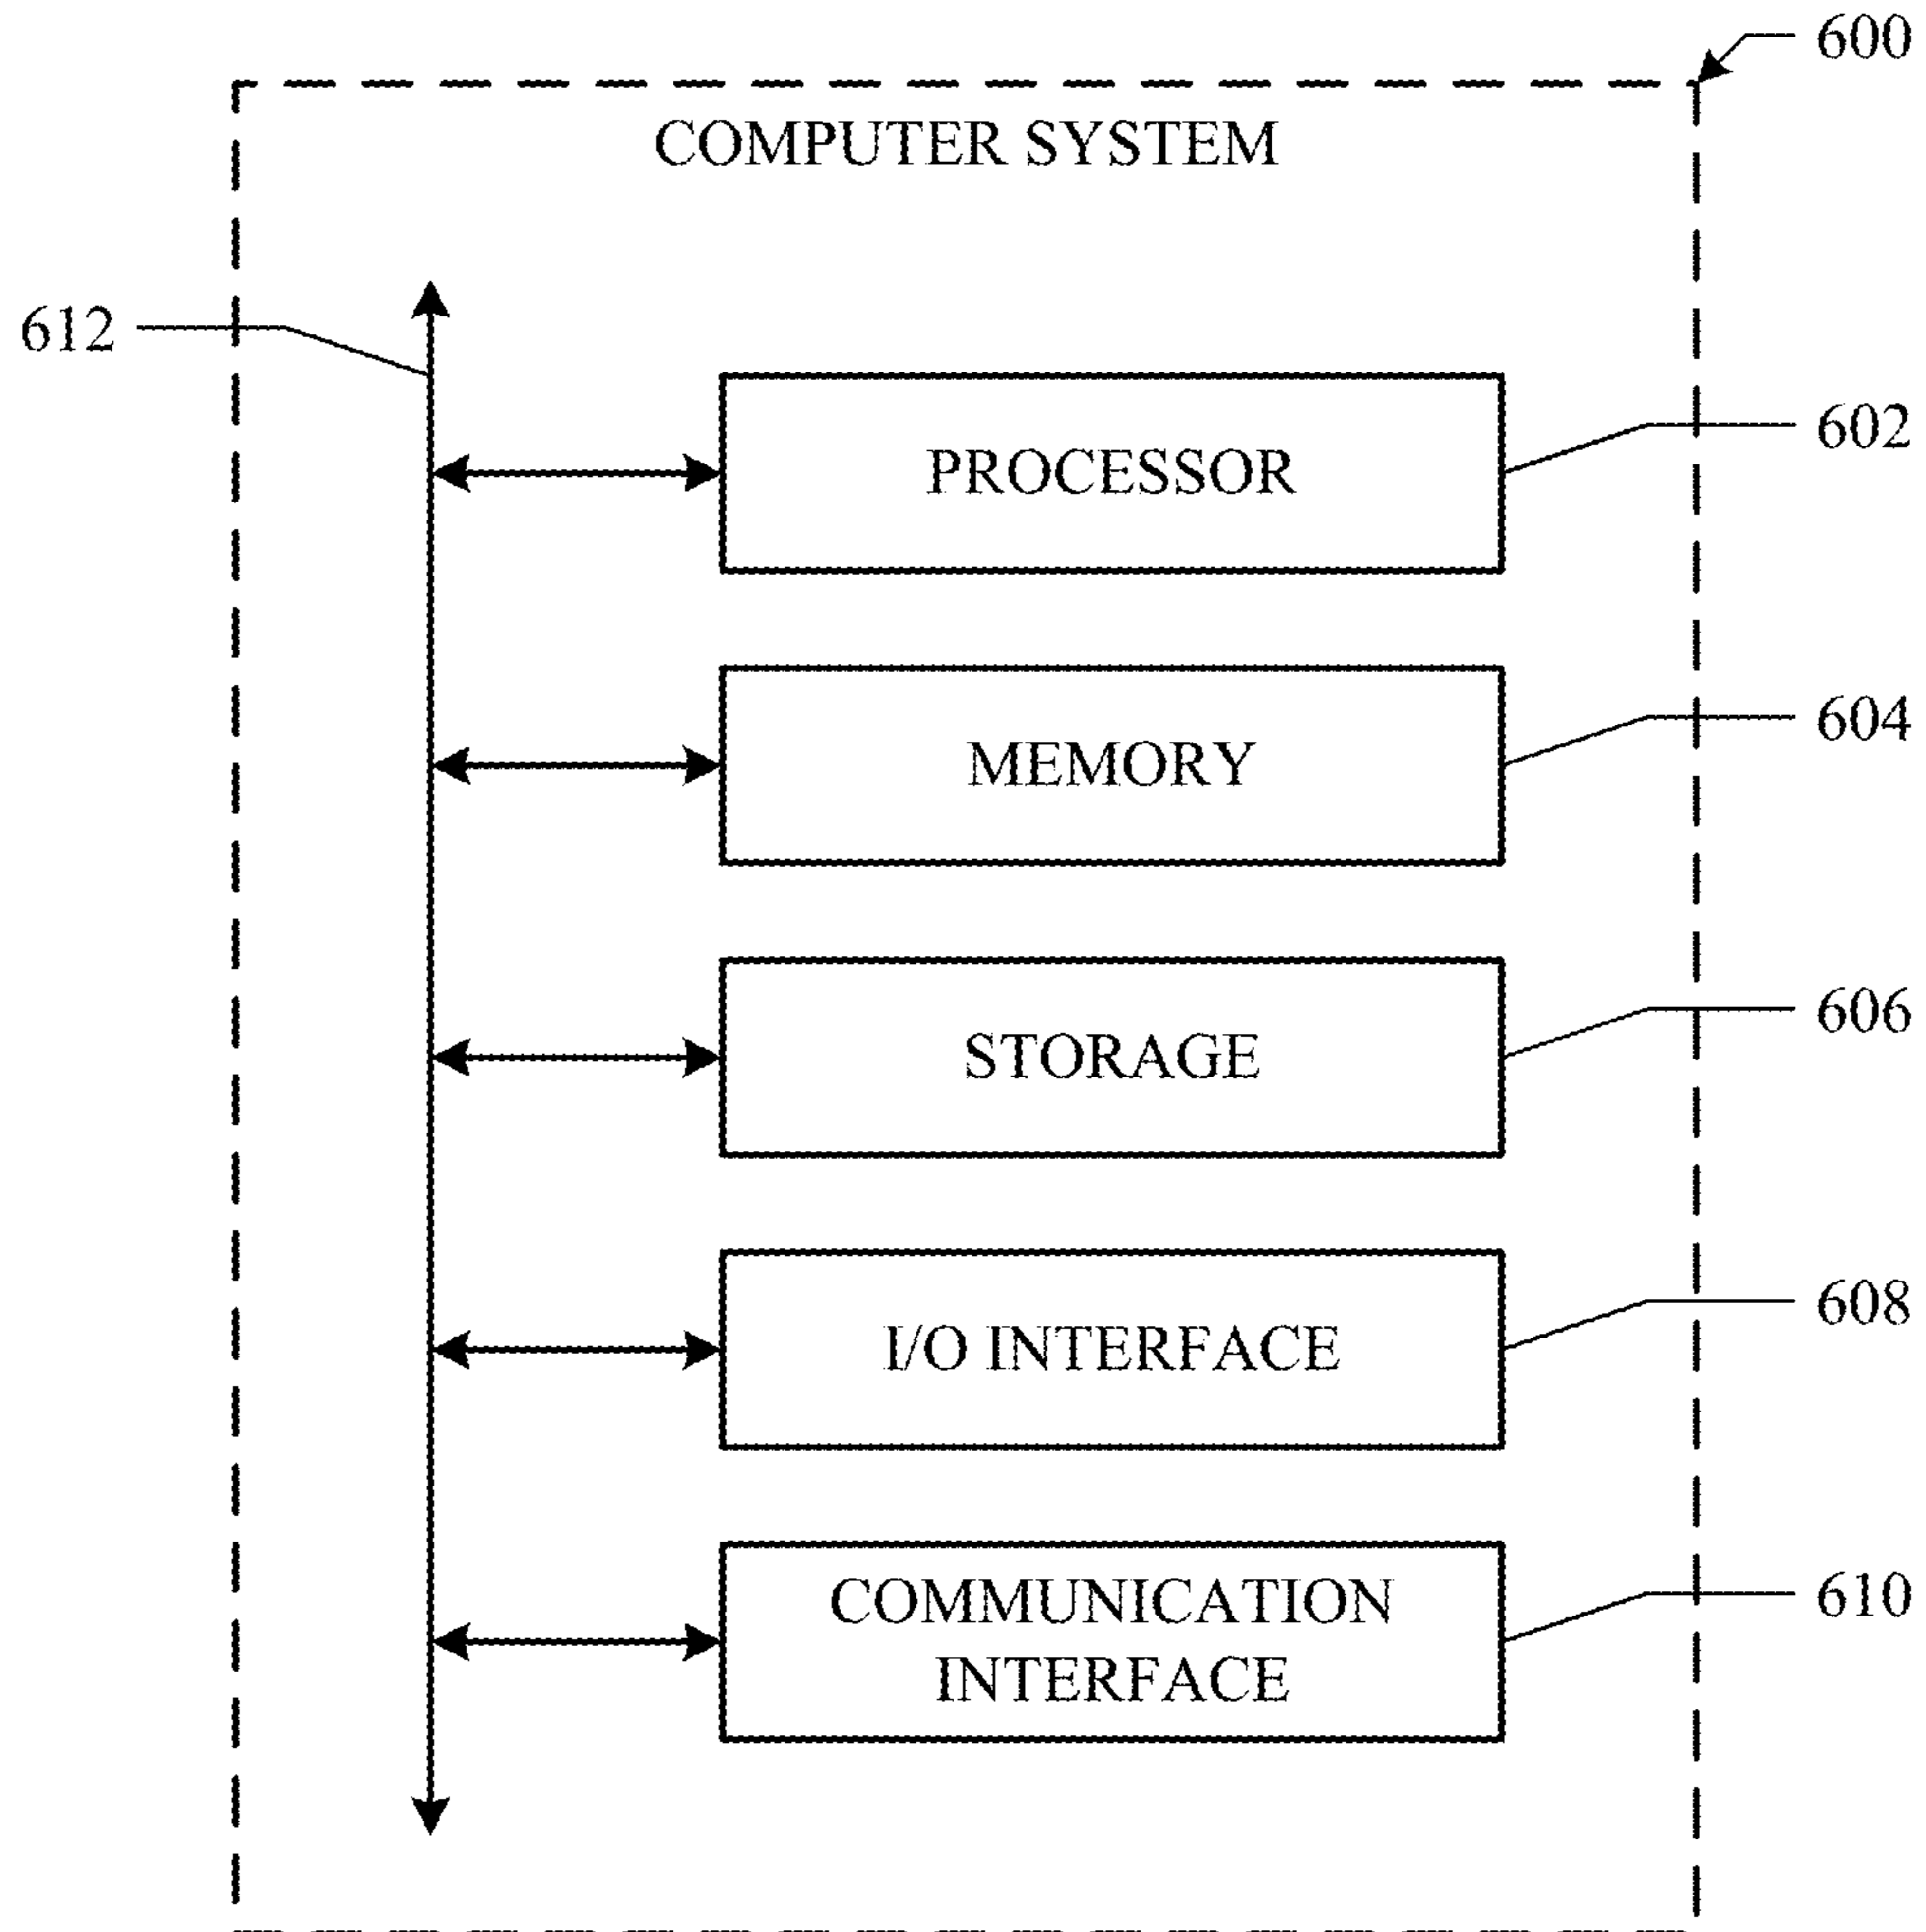 600
COMPUTER SYSTEM
612
PROCESSOR
602
MEMORY
604
STORAGE
606
I/O INTERFACE
608
COMMUNICATION
INTERFACE
610